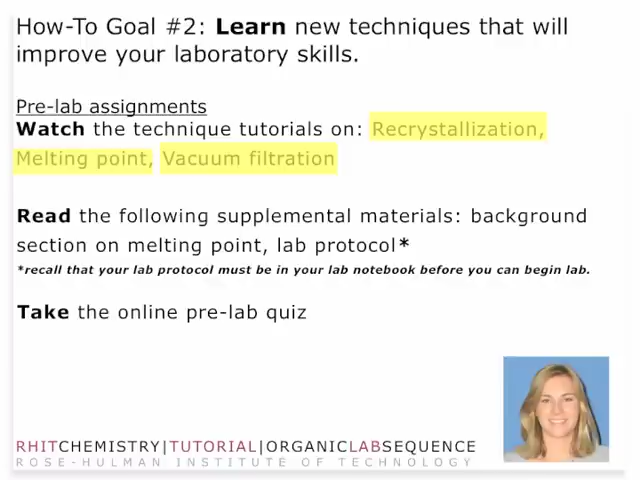 How-To Goal #2: Learn new techniques that will
improve your laboratory skills.
Pre-lab assignments
Watch the technique tutorials on: Recrystallization,
Melting point, Vacuum filtration
Read the following supplemental materials: background
section on melting point, lab protocol*
*recall that your lab protocol must be in your lab notebook before you can begin lab.
Take the online pre-lab quiz
RHITCHEMISTRY|TUTORIAL|ORGANICLABSEQUENCE
ROSE-HULMAN INSTITUTE OF TECHNOLOGY